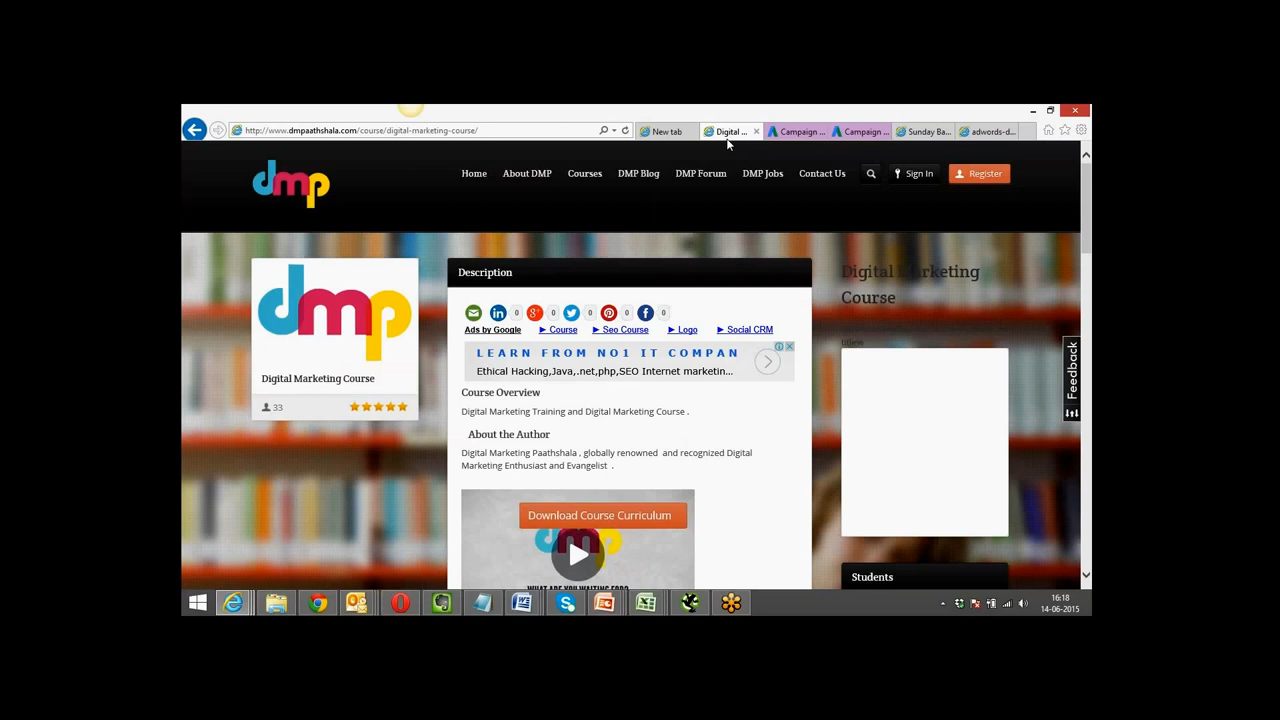 http://www.dmpaathshala.com/course/digital-marketing-course/
New tab
Digital ...
Campaign ...
Campaign ...
Sunday Ba...
adwords-d...
dmp
Home
About DMP
Courses
DMP Blog
DMP Forum
DMP Jobs
Contact Us
Sign In
Register
dmp
Digital Marketing Course
33
Description
0
0
0
0
0
Ads by Google
► Course
► Seo Course
► Logo
► Social CRM
LEARN FROM NO1 IT COMPAN
Ethical Hacking,Java,.net,php,SEO Internet marketin...
Course Overview
Digital Marketing Training and Digital Marketing Course .
About the Author
Digital Marketing Paathshala , globally renowned and recognized Digital
Marketing Enthusiast and Evangelist .
Download Course Curriculum
WHAT ARE YOU WAITING FOR?
Digital Marketing
Course
Students
Feedback
16:18
14-06-2015